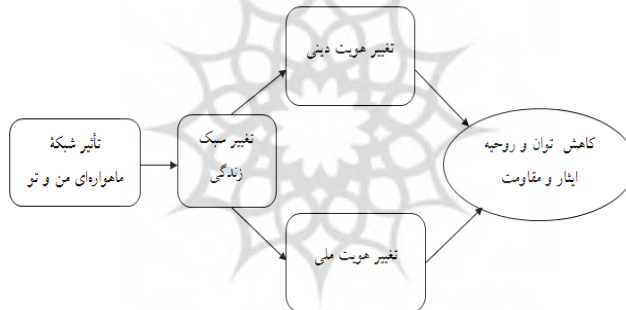 تغییر هویت دینی
تأثیر شبکهٔ
ماهواره‌ای من و تو
تغییر سبک
زندگی
کاهش توان و روحیه
ایثار و مقاومت
تغییر هویت ملی